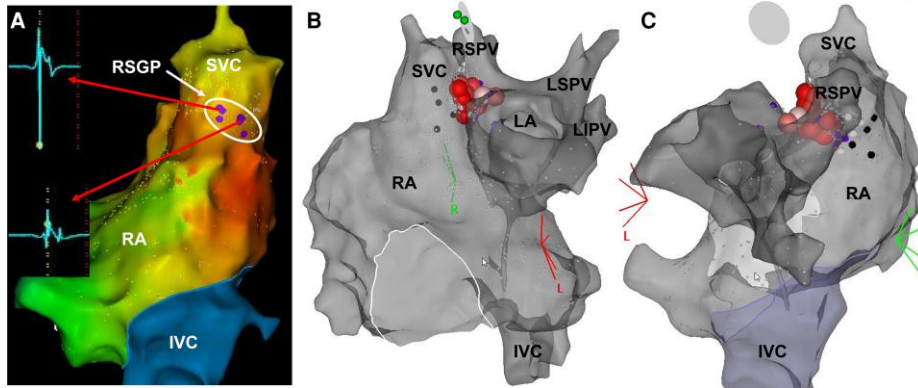 A
RSGP
SVC
RA
IVC
B
RSPV
SVC
LSPV
LA
LIPV
RA
R
L
IVC
C
SVC
RSPV
RA
L
IVC